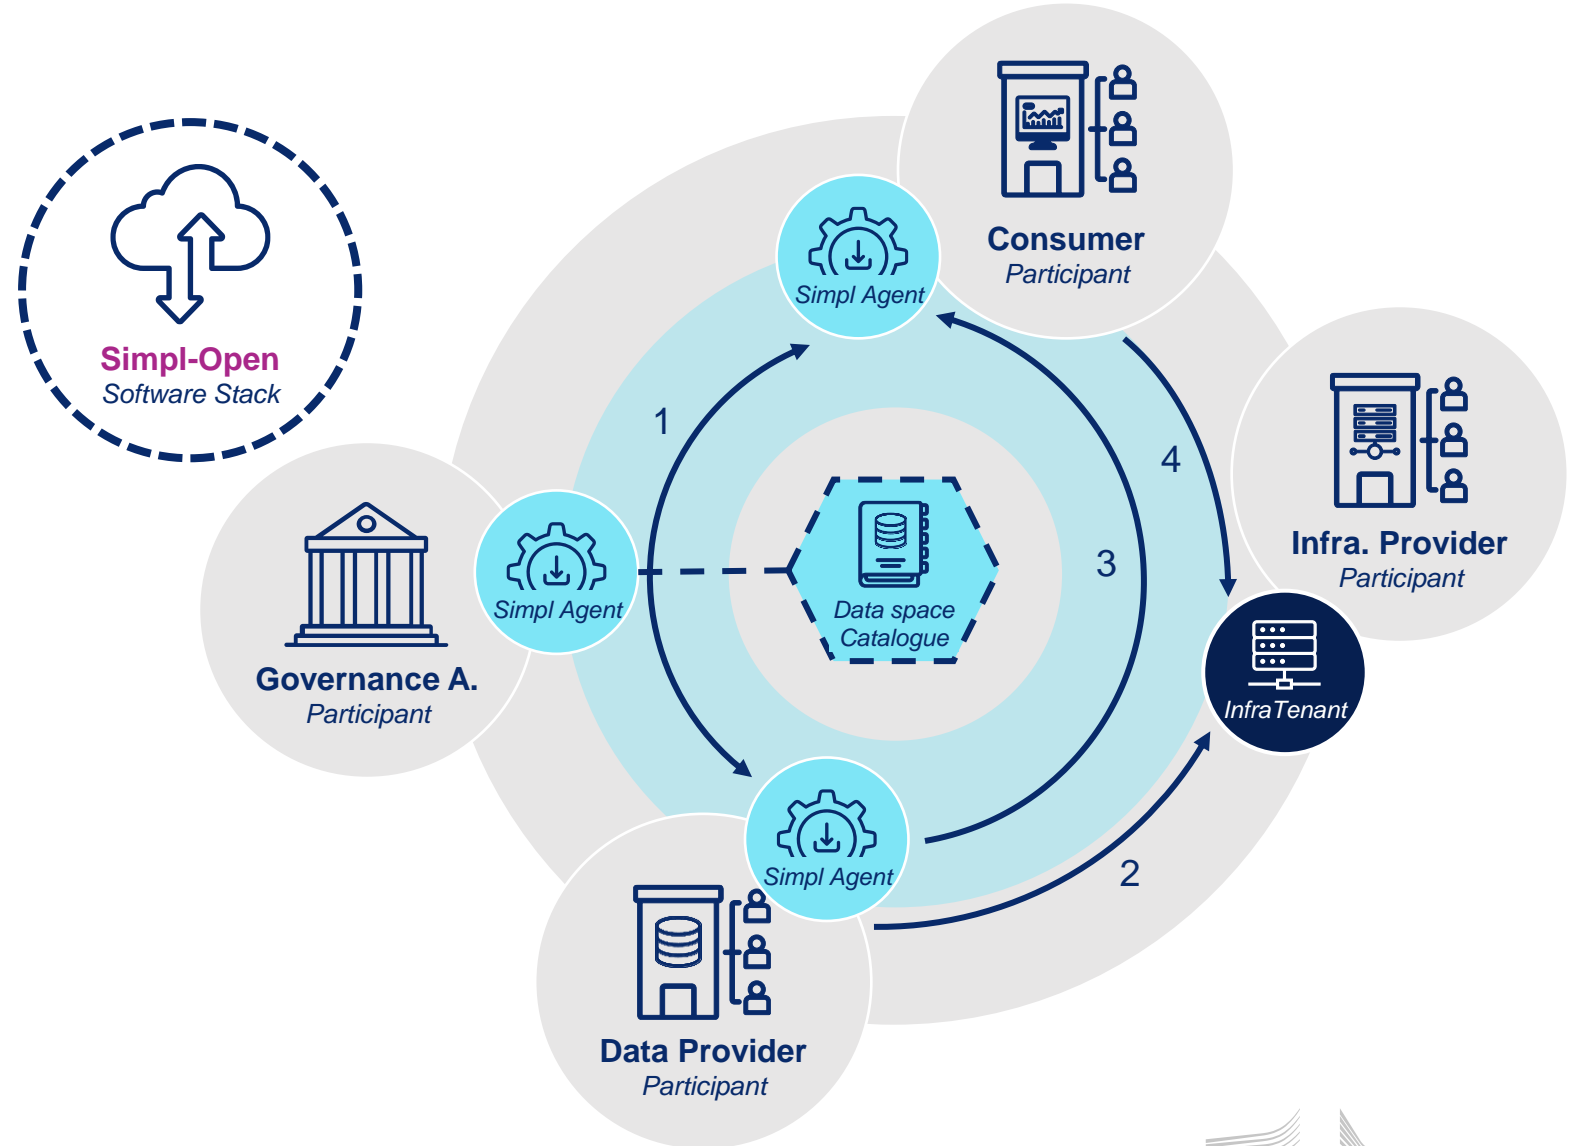 Consumer
Participant
Simpl Agent
Simpl-Open
Software Stack
1
4
3
Infra. Provider
Participant
Data space
Catalogue
Simpl Agent
Governance A.
Participant
InfraTenant
Simpl Agent
2
Data Provider
Participant